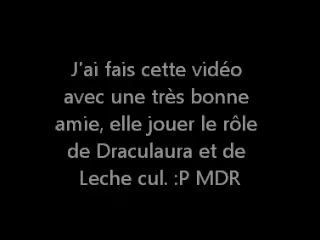 J'ai fais cette vidéo
avec une très bonne
amie, elle jouer le rôle
de Draculaura et de
Leche cul. :P MDR